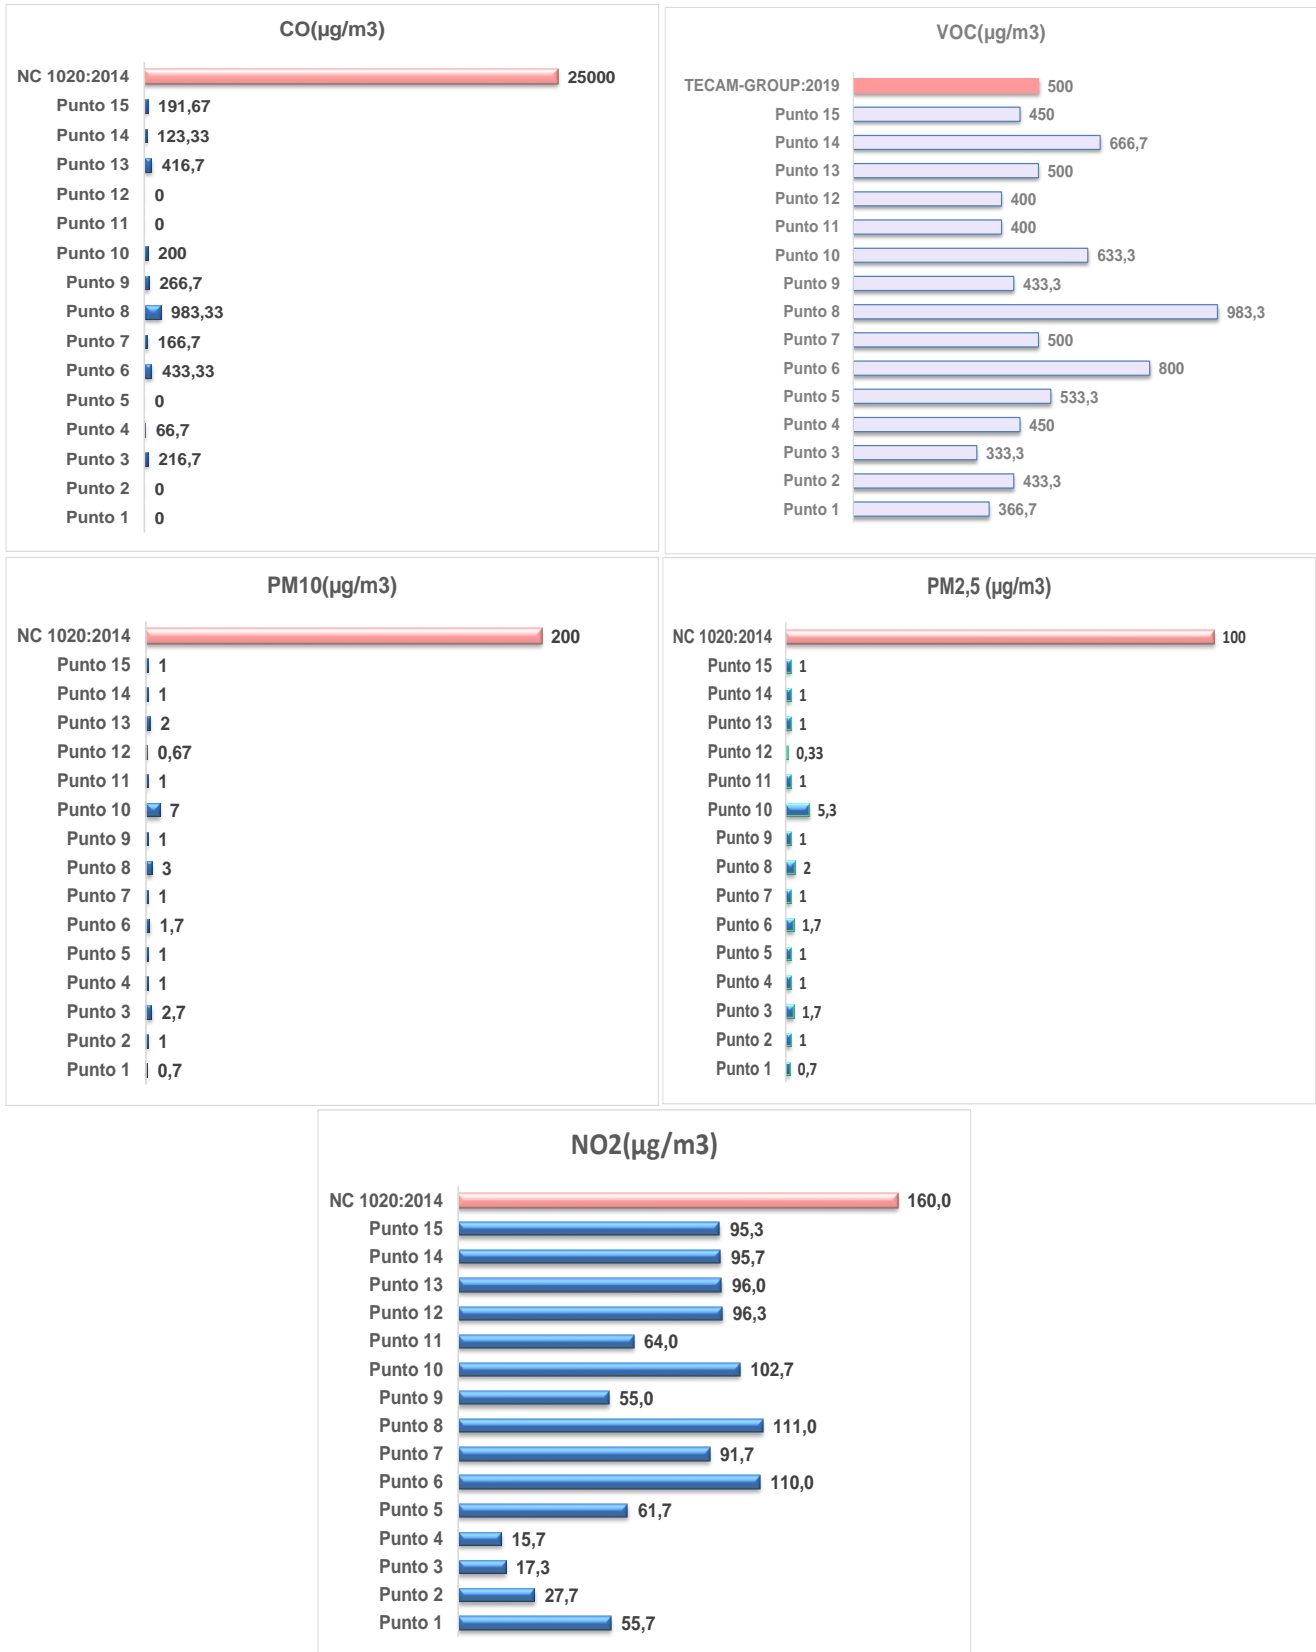 CO(µg/m3)
NC 1020:2014 25000
Punto 15 191,67
Punto 14 123,33
Punto 13 416,7
Punto 12 0
Punto 11 0
Punto 10 200
Punto 9 266,7
Punto 8 983,33
Punto 7 166,7
Punto 6 433,33
Punto 5 0
Punto 4 66,7
Punto 3 216,7
Punto 2 0
Punto 1 0
VOC(µg/m3)
TECAM-GROUP:2019 500
Punto 15 450
Punto 14 666,7
Punto 13 500
Punto 12 400
Punto 11 400
Punto 10 633,3
Punto 9 433,3
Punto 8 983,3
Punto 7 500
Punto 6 800
Punto 5 533,3
Punto 4 450
Punto 3 333,3
Punto 2 433,3
Punto 1 366,7
PM10(µg/m3)
NC 1020:2014 200
Punto 15 1
Punto 14 1
Punto 13 2
Punto 12 0,67
Punto 11 1
Punto 10 7
Punto 9 1
Punto 8 3
Punto 7 1
Punto 6 1,7
Punto 5 1
Punto 4 1
Punto 3 2,7
Punto 2 1
Punto 1 0,7
PM2,5 (µg/m3)
NC 1020:2014 100
Punto 15 1
Punto 14 1
Punto 13 1
Punto 12 0,33
Punto 11 1
Punto 10 5,3
Punto 9 1
Punto 8 2
Punto 7 1
Punto 6 1,7
Punto 5 1
Punto 4 1
Punto 3 1,7
Punto 2 1
Punto 1 0,7
NO2(µg/m3)
NC 1020:2014 160,0
Punto 15 95,3
Punto 14 95,7
Punto 13 96,0
Punto 12 96,3
Punto 11 64,0
Punto 10 102,7
Punto 9 55,0
Punto 8 111,0
Punto 7 91,7
Punto 6 110,0
Punto 5 61,7
Punto 4 15,7
Punto 3 17,3
Punto 2 27,7
Punto 1 55,7